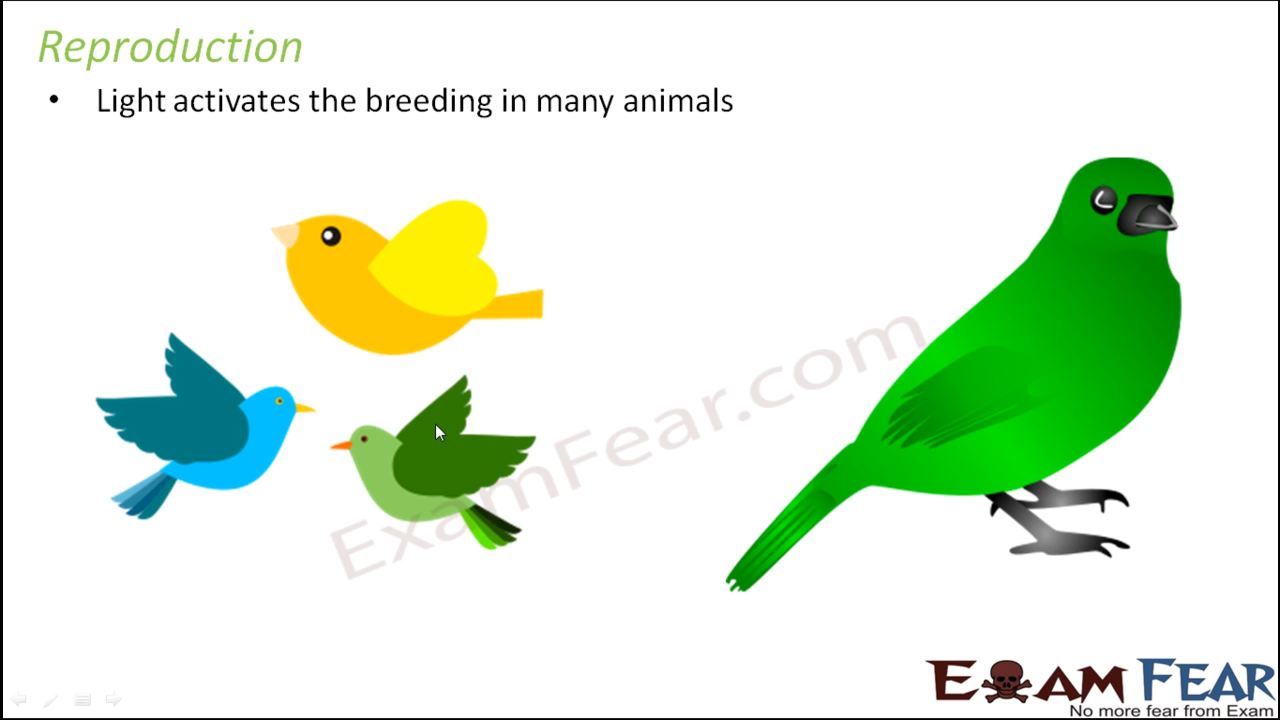 Reproduction
• Light activates the breeding in many animals
ExamFear.com
EXAM FEAR
No more fear from Exam